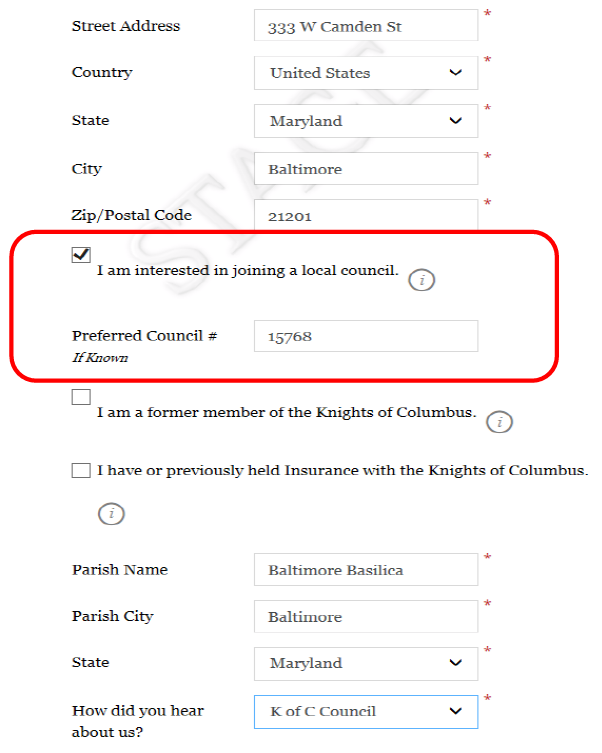 Street Address 333 W Camden St *
Country United States *
State Maryland *
City Baltimore *
Zip/Postal Code 21201 *
STAGE
I am interested in joining a local council. i
Preferred Council # 15768
If Known
I am a former member of the Knights of Columbus. i
I have or previously held Insurance with the Knights of Columbus.
i
Parish Name Baltimore Basilica *
Parish City Baltimore *
State Maryland *
How did you hear K of C Council *
about us?